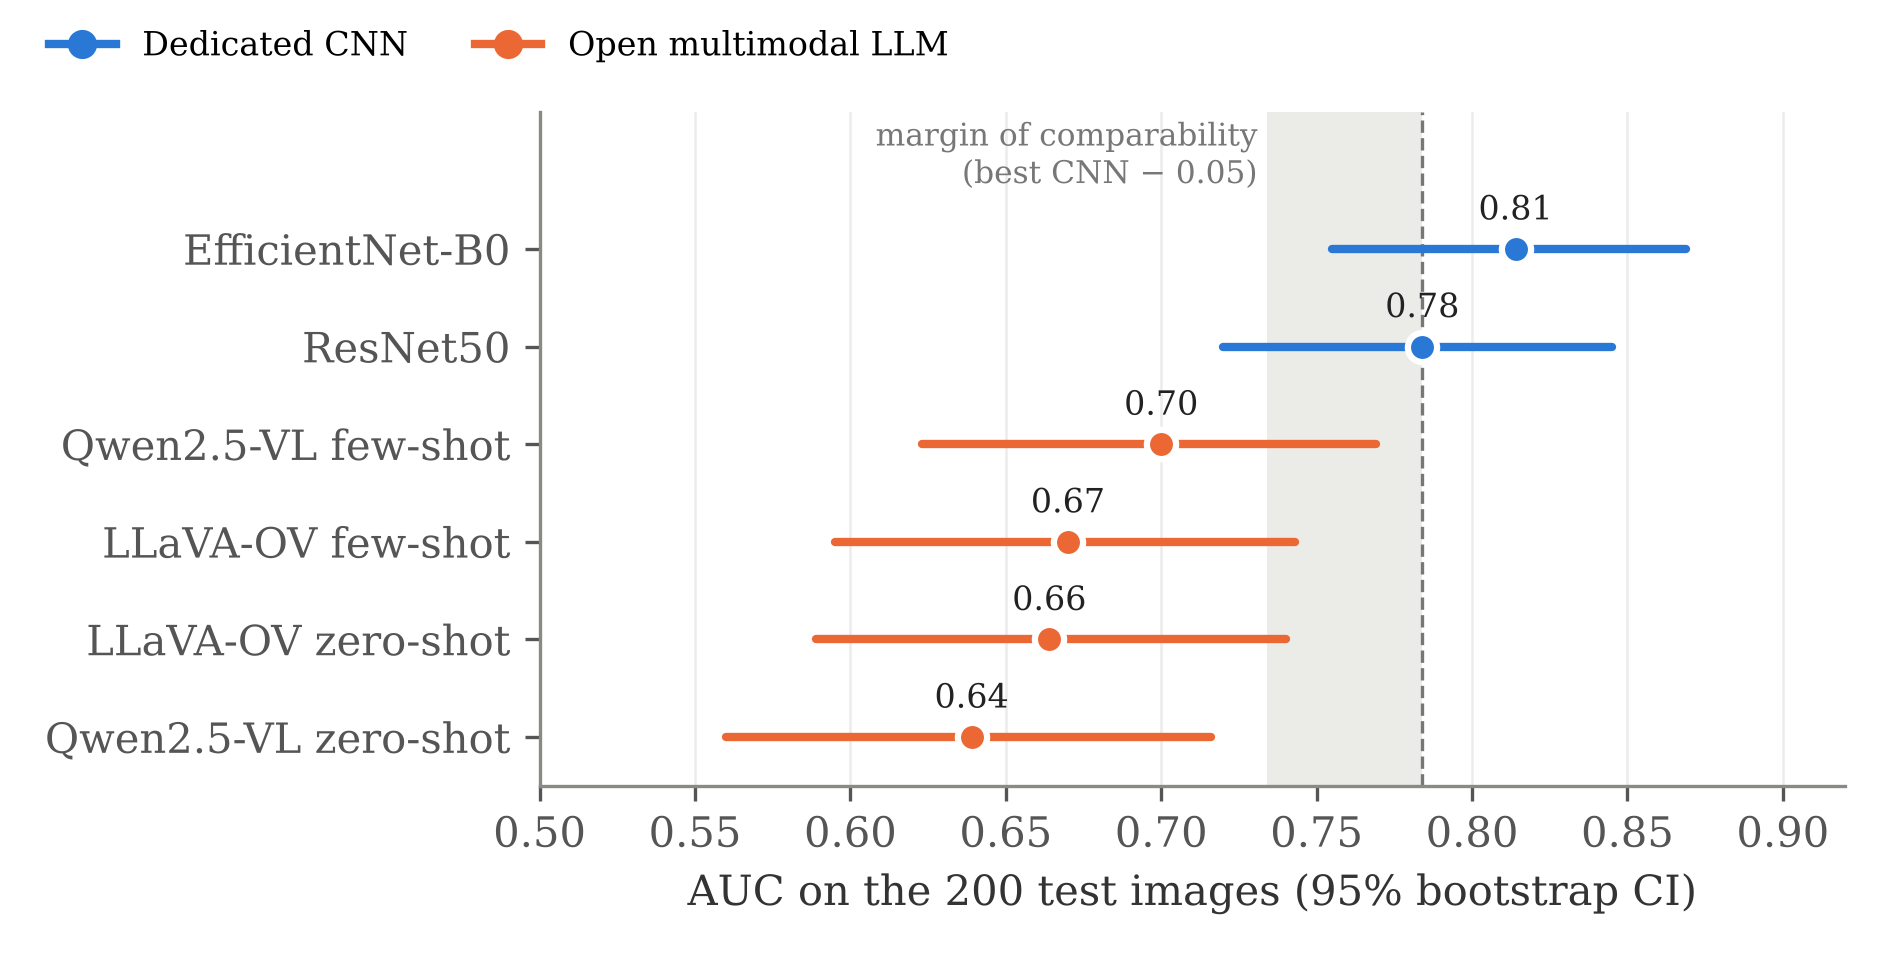 Dedicated CNN
Open multimodal LLM
margin of comparability
(best CNN − 0.05)
EfficientNet-B0
0.81
ResNet50
0.78
Qwen2.5-VL few-shot
0.70
LLaVA-OV few-shot
0.67
LLaVA-OV zero-shot
0.66
Qwen2.5-VL zero-shot
0.64
0.50 0.55 0.60 0.65 0.70 0.75 0.80 0.85 0.90
AUC on the 200 test images (95% bootstrap CI)